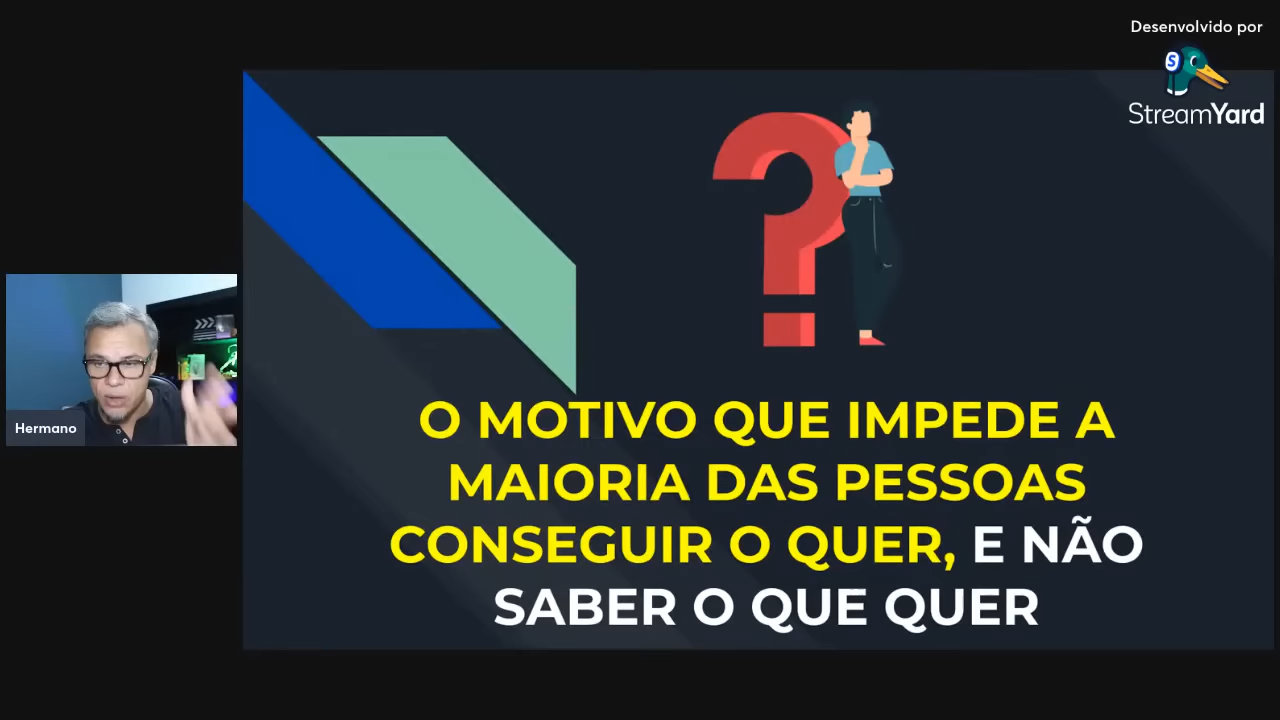 Desenvolvido por
S
StreamYard
Hermano
O MOTIVO QUE IMPEDE A
MAIORIA DAS PESSOAS
CONSEGUIR O QUER, E NÃO
SABER O QUE QUER